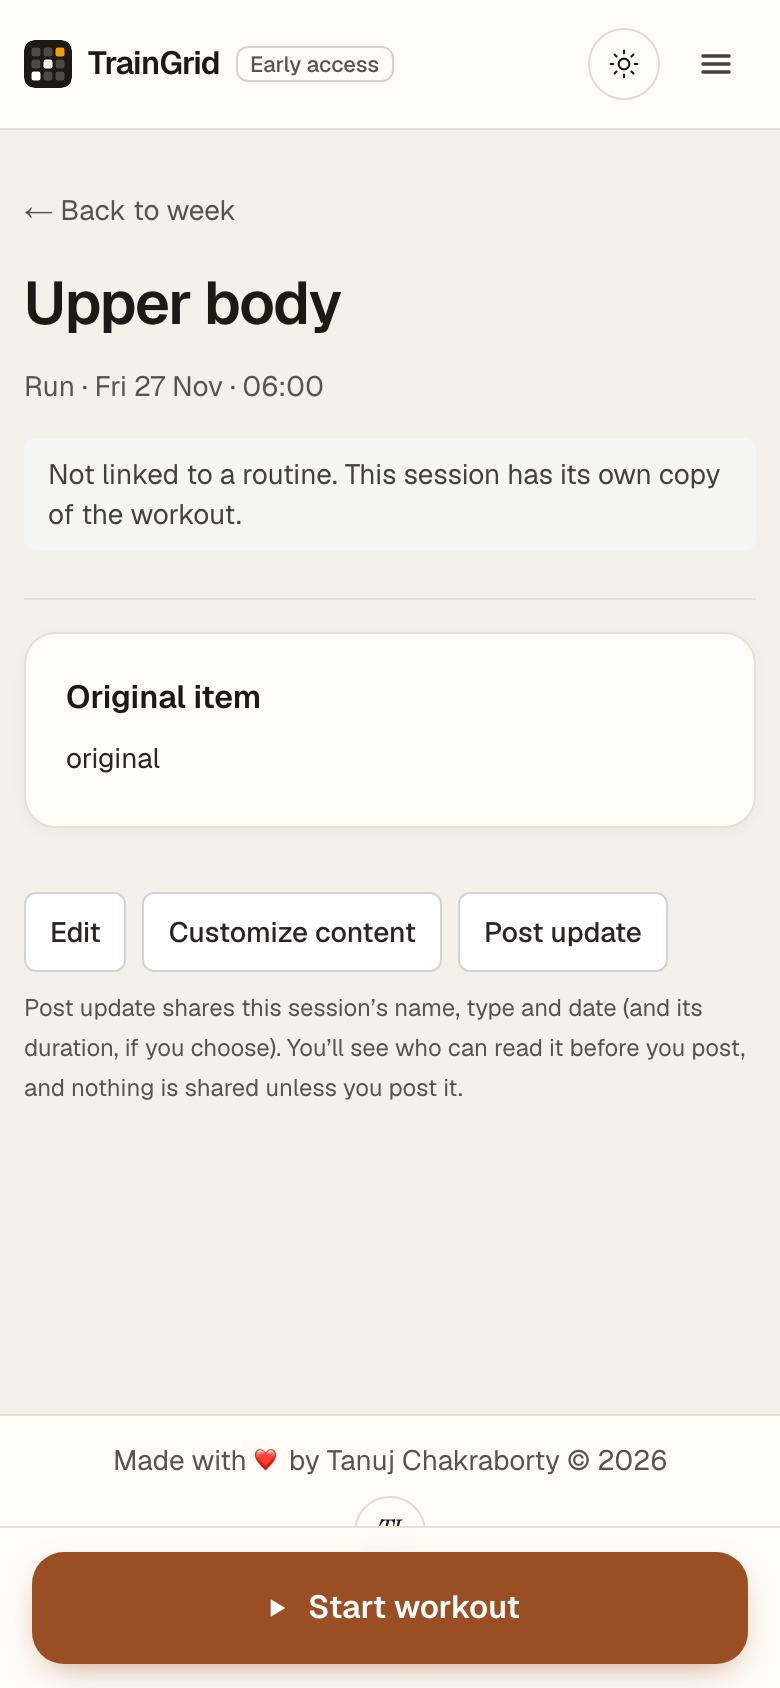 TrainGrid
Early access
← Back to week
Upper body
Run · Fri 27 Nov · 06:00
Not linked to a routine. This session has its own copy
of the workout.
Original item
original
Edit
Customize content
Post update
Post update shares this session’s name, type and date (and its
duration, if you choose). You’ll see who can read it before you post,
and nothing is shared unless you post it.
Made with ❤️ by Tanuj Chakraborty © 2026
Start workout